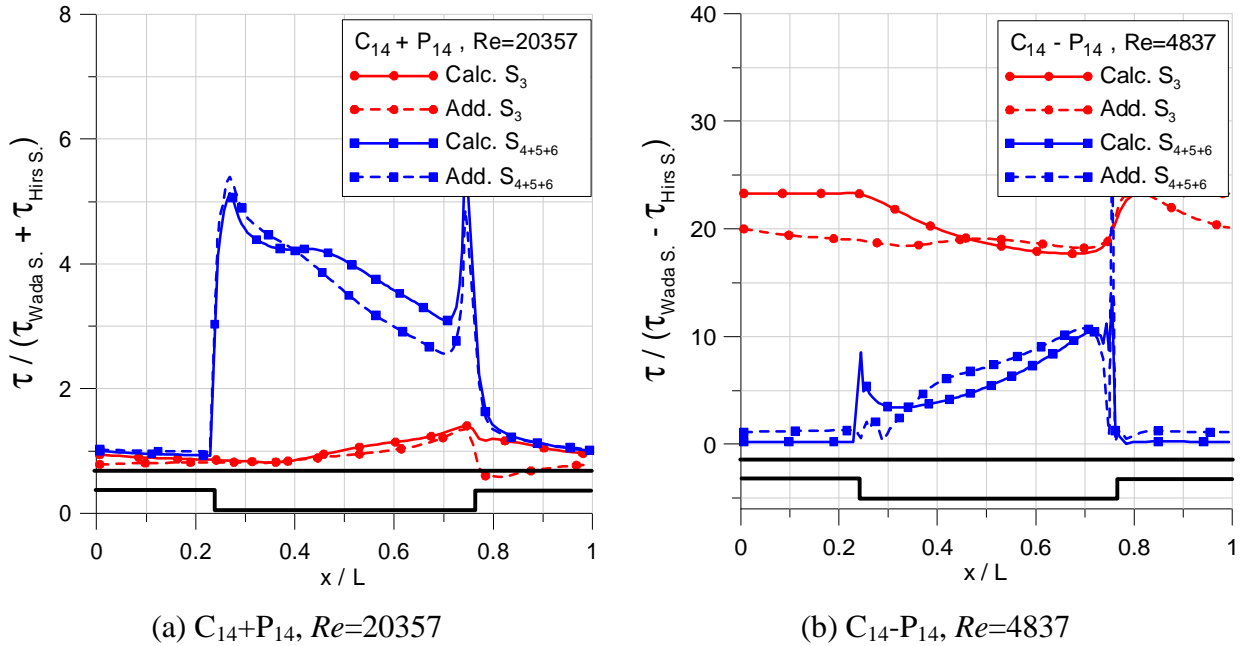 8
6
4
2
0
τ / (τWada S. + τHirs S.)
C14 + P14 , Re=20357
Calc. S3
Add. S3
Calc. S4+5+6
Add. S4+5+6
0 0.2 0.4 0.6 0.8 1
x / L
(a) C14+P14, Re=20357
40
30
20
10
0
τ / (τWada S. - τHirs S.)
C14 - P14 , Re=4837
Calc. S3
Add. S3
Calc. S4+5+6
Add. S4+5+6
0 0.2 0.4 0.6 0.8 1
x / L
(b) C14-P14, Re=4837